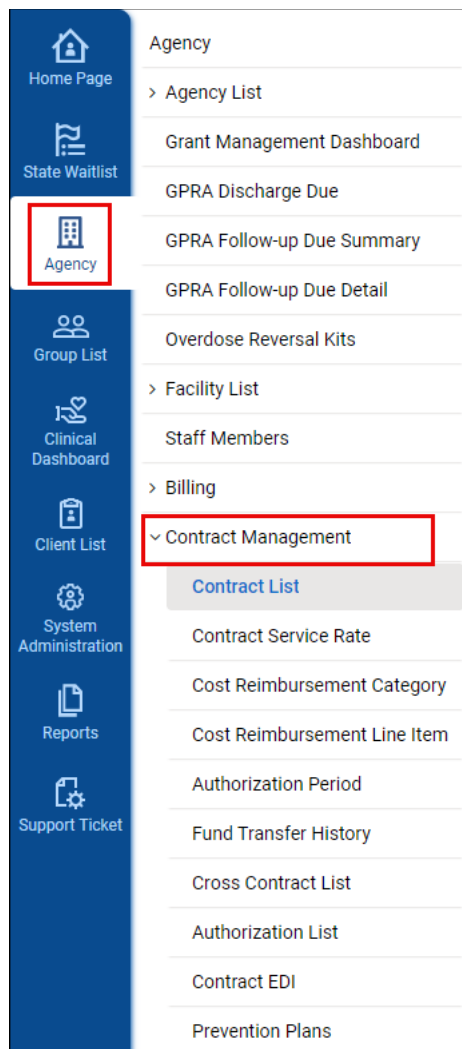 Home Page
State Waitlist
Agency
Group List
Clinical
Dashboard
Client List
System
Administration
Reports
Support Ticket
Agency
Agency List
Grant Management Dashboard
GPRA Discharge Due
GPRA Follow-up Due Summary
GPRA Follow-up Due Detail
Overdose Reversal Kits
Facility List
Staff Members
Billing
Contract Management
Contract List
Contract Service Rate
Cost Reimbursement Category
Cost Reimbursement Line Item
Authorization Period
Fund Transfer History
Cross Contract List
Authorization List
Contract EDI
Prevention Plans